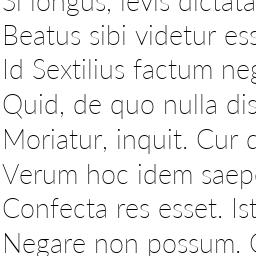 Si longus, levis dictata
Beatus sibi videtur ess
Id Sextilius factum neg
Quid, de quo nulla dis
Moriatur, inquit. Cur d
Verum hoc idem saepe
Confecta res esset. Ist
Negare non possum. C